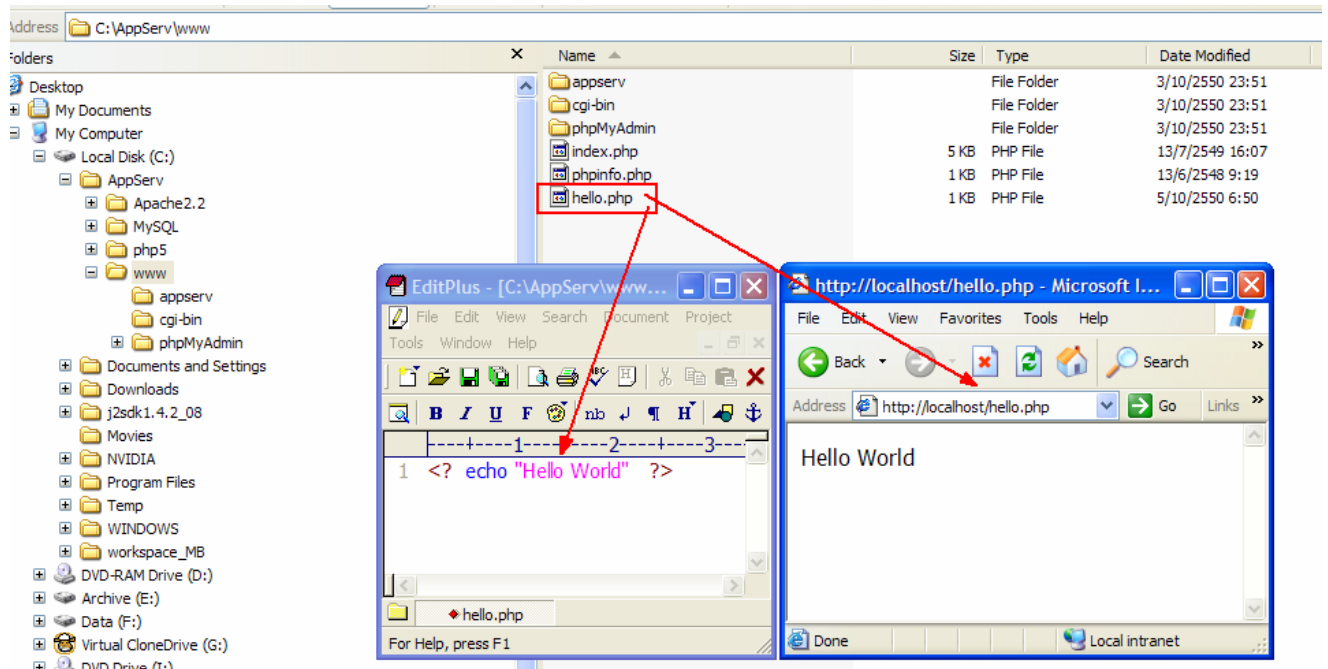 Address C:\AppServ\www
Folders
Name Size Type Date Modified
Desktop
My Documents
My Computer
Local Disk (C:)
AppServ
Apache2.2
MySQL
php5
www
appserv
cgi-bin
phpMyAdmin
Documents and Settings
Downloads
j2sdk1.4.2_08
Movies
NVIDIA
Program Files
Temp
WINDOWS
workspace_MB
DVD-RAM Drive (D:)
Archive (E:)
Data (F:)
Virtual CloneDrive (G:)
DVD Drive (I:)
appserv File Folder 3/10/2550 23:51
cgi-bin File Folder 3/10/2550 23:51
phpMyAdmin File Folder 3/10/2550 23:51
index.php 5 KB PHP File 13/7/2549 16:07
phpinfo.php 1 KB PHP File 13/6/2548 9:19
hello.php 1 KB PHP File 5/10/2550 6:50
EditPlus - [C:\AppServ\www...
File Edit View Search Document Project
Tools Window Help
B I U F nb H
----+----1----+----2----+----3---
1 <? echo "Hello World" ?>
hello.php
For Help, press F1
http://localhost/hello.php - Microsoft I...
File Edit View Favorites Tools Help
Back Search
Address http://localhost/hello.php Go Links
Hello World
Done Local intranet